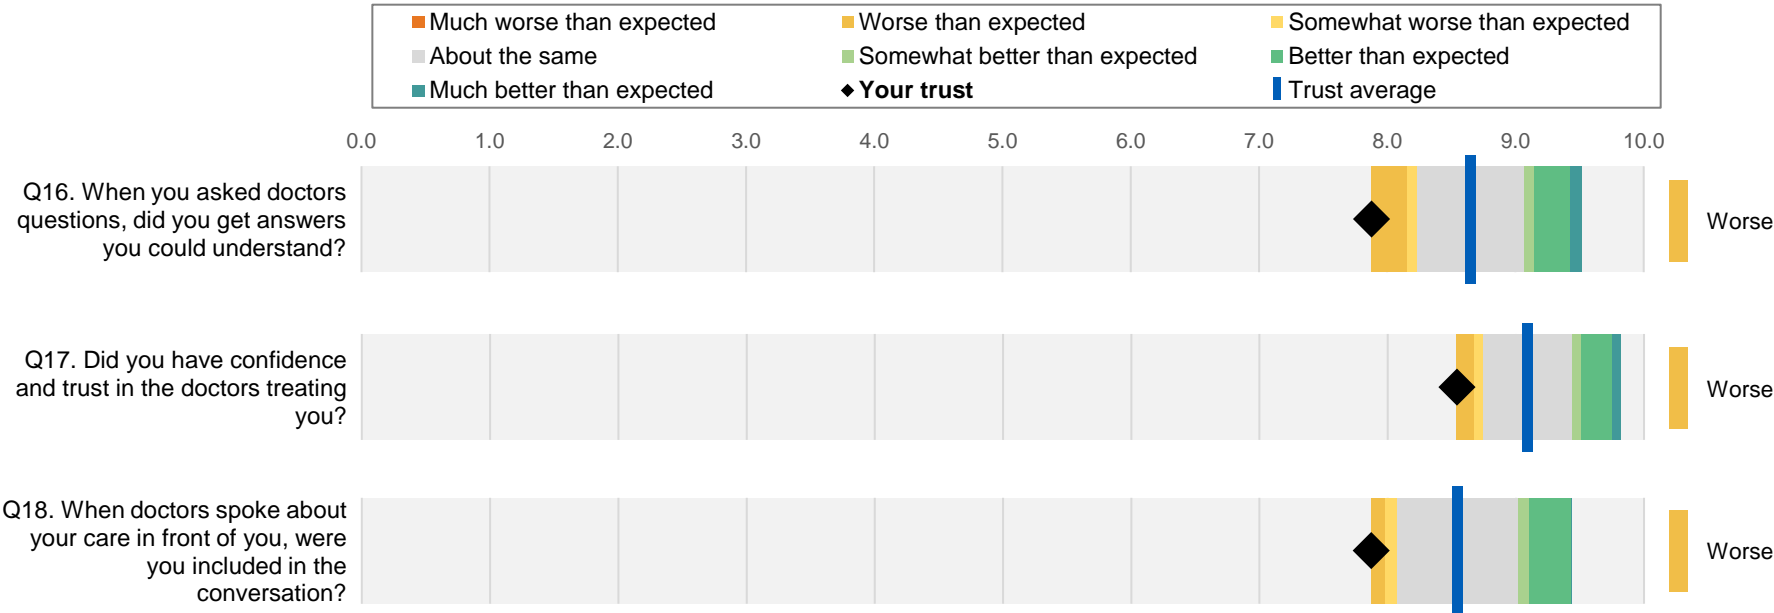 Much worse than expected
Worse than expected
Somewhat worse than expected
About the same
Somewhat better than expected
Better than expected
Much better than expected
Your trust
Trust average
0.0 1.0 2.0 3.0 4.0 5.0 6.0 7.0 8.0 9.0 10.0
Q16. When you asked doctors
questions, did you get answers
you could understand?
Worse
Q17. Did you have confidence
and trust in the doctors treating
you?
Worse
Q18. When doctors spoke about
your care in front of you, were
you included in the
conversation?
Worse